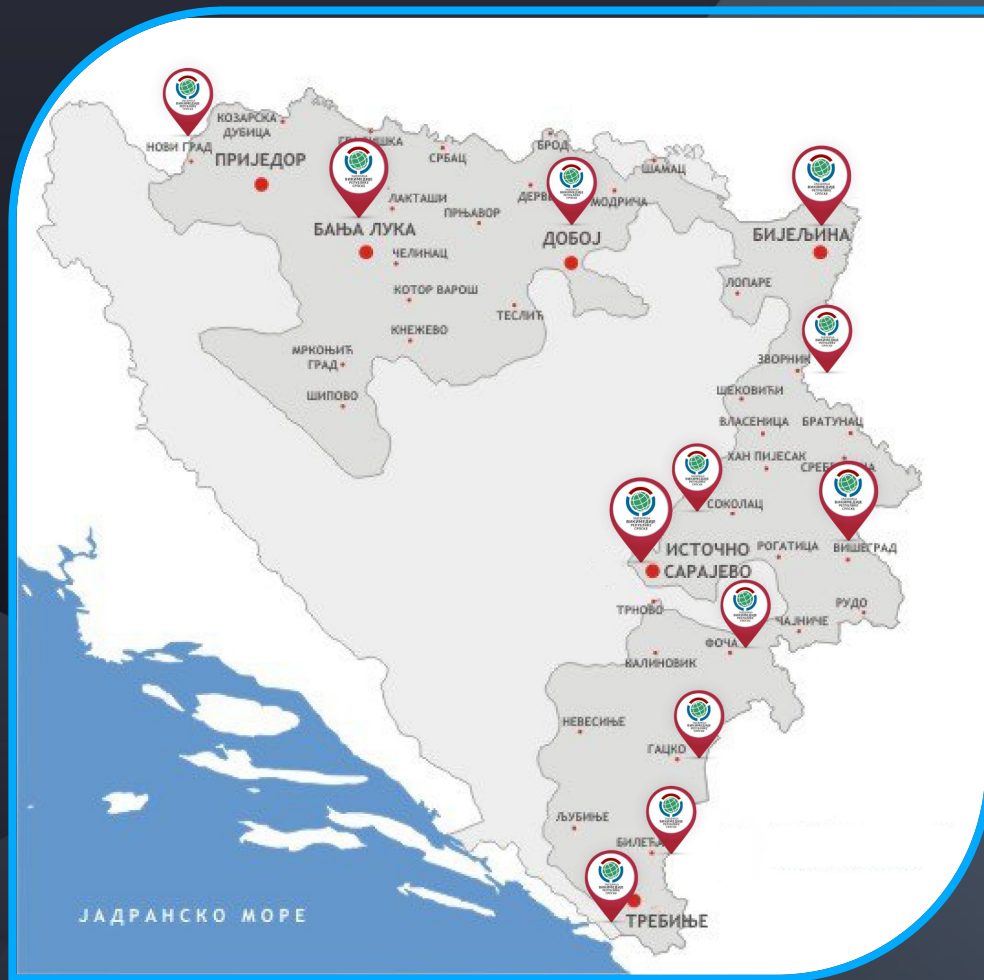 КОЗАРСКА
ДУБИЦА
НОВИ ГРАД
ПРИЈЕДОР
СРБАЦ
БРОД
ШАМАЦ
ЛАКТАШИ
ПРЊАВОР
МОДРИЧА
БАЊА ЛУКА
ДОБОЈ
БИЈЕЉИНА
ЧЕЛИНАЦ
ЛОПАРЕ
КОТОР ВАРОШ
ТЕСЛИЋ
КНЕЖЕВО
МРКОЊИЋ
ГРАД
ШИПОВО
ЗВОРНИК
ШЕКОВИЋИ
ВЛАСЕНИЦА
БРАТУНАЦ
ХАН ПИЈЕСАК
СОКОЛАЦ
ИСТОЧНО
САРАЈЕВО
РОГАТИЦА
ВИШЕГРАД
РУДО
ТРНОВО
ЧАЈНИЧЕ
ФОЧА
КАЛИНОВИК
НЕВЕСИЊЕ
ГАЦКО
ЉУБИЊЕ
БИЛЕЋА
ТРЕБИЊЕ
ЈАДРАНСКО МОРЕ